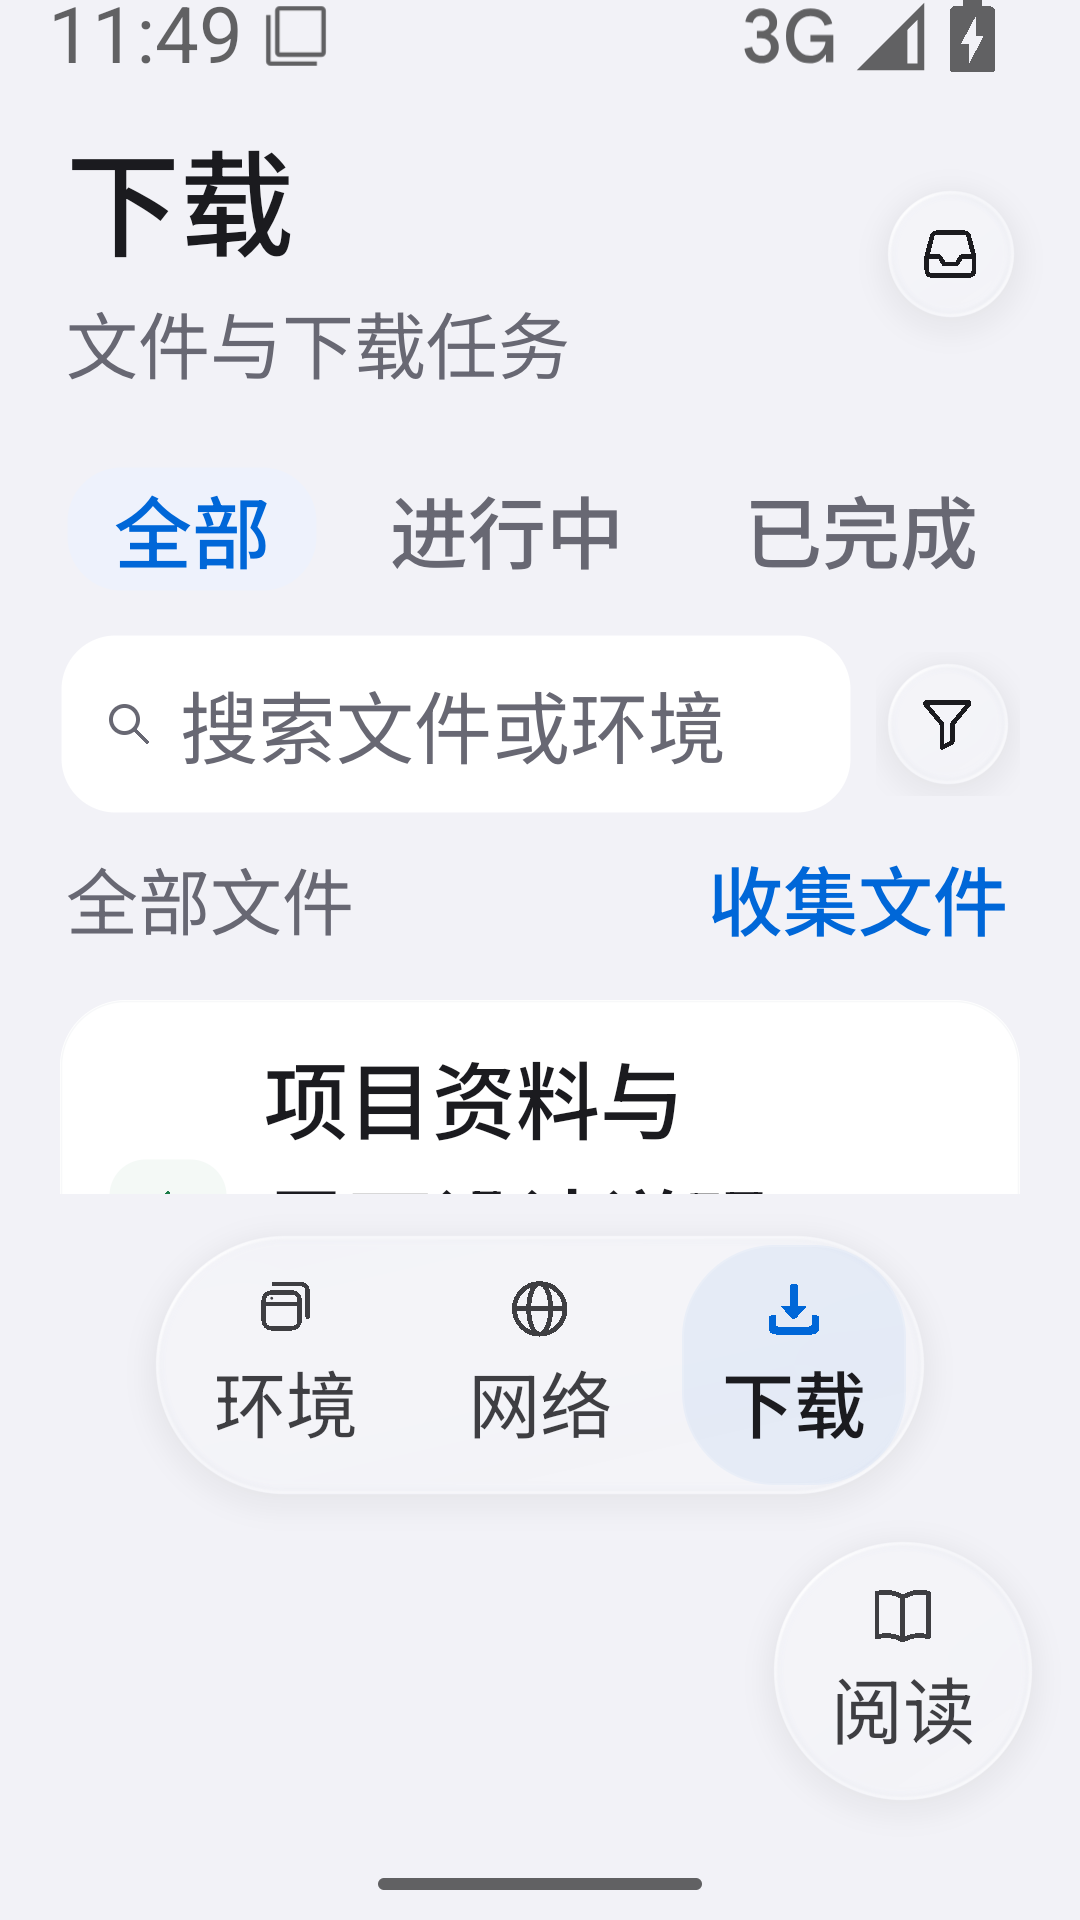 11:49 3G
下载
文件与下载任务
全部 进行中 已完成
搜索文件或环境
全部文件 收集文件
项目资料与
环境 网络 下载
阅读